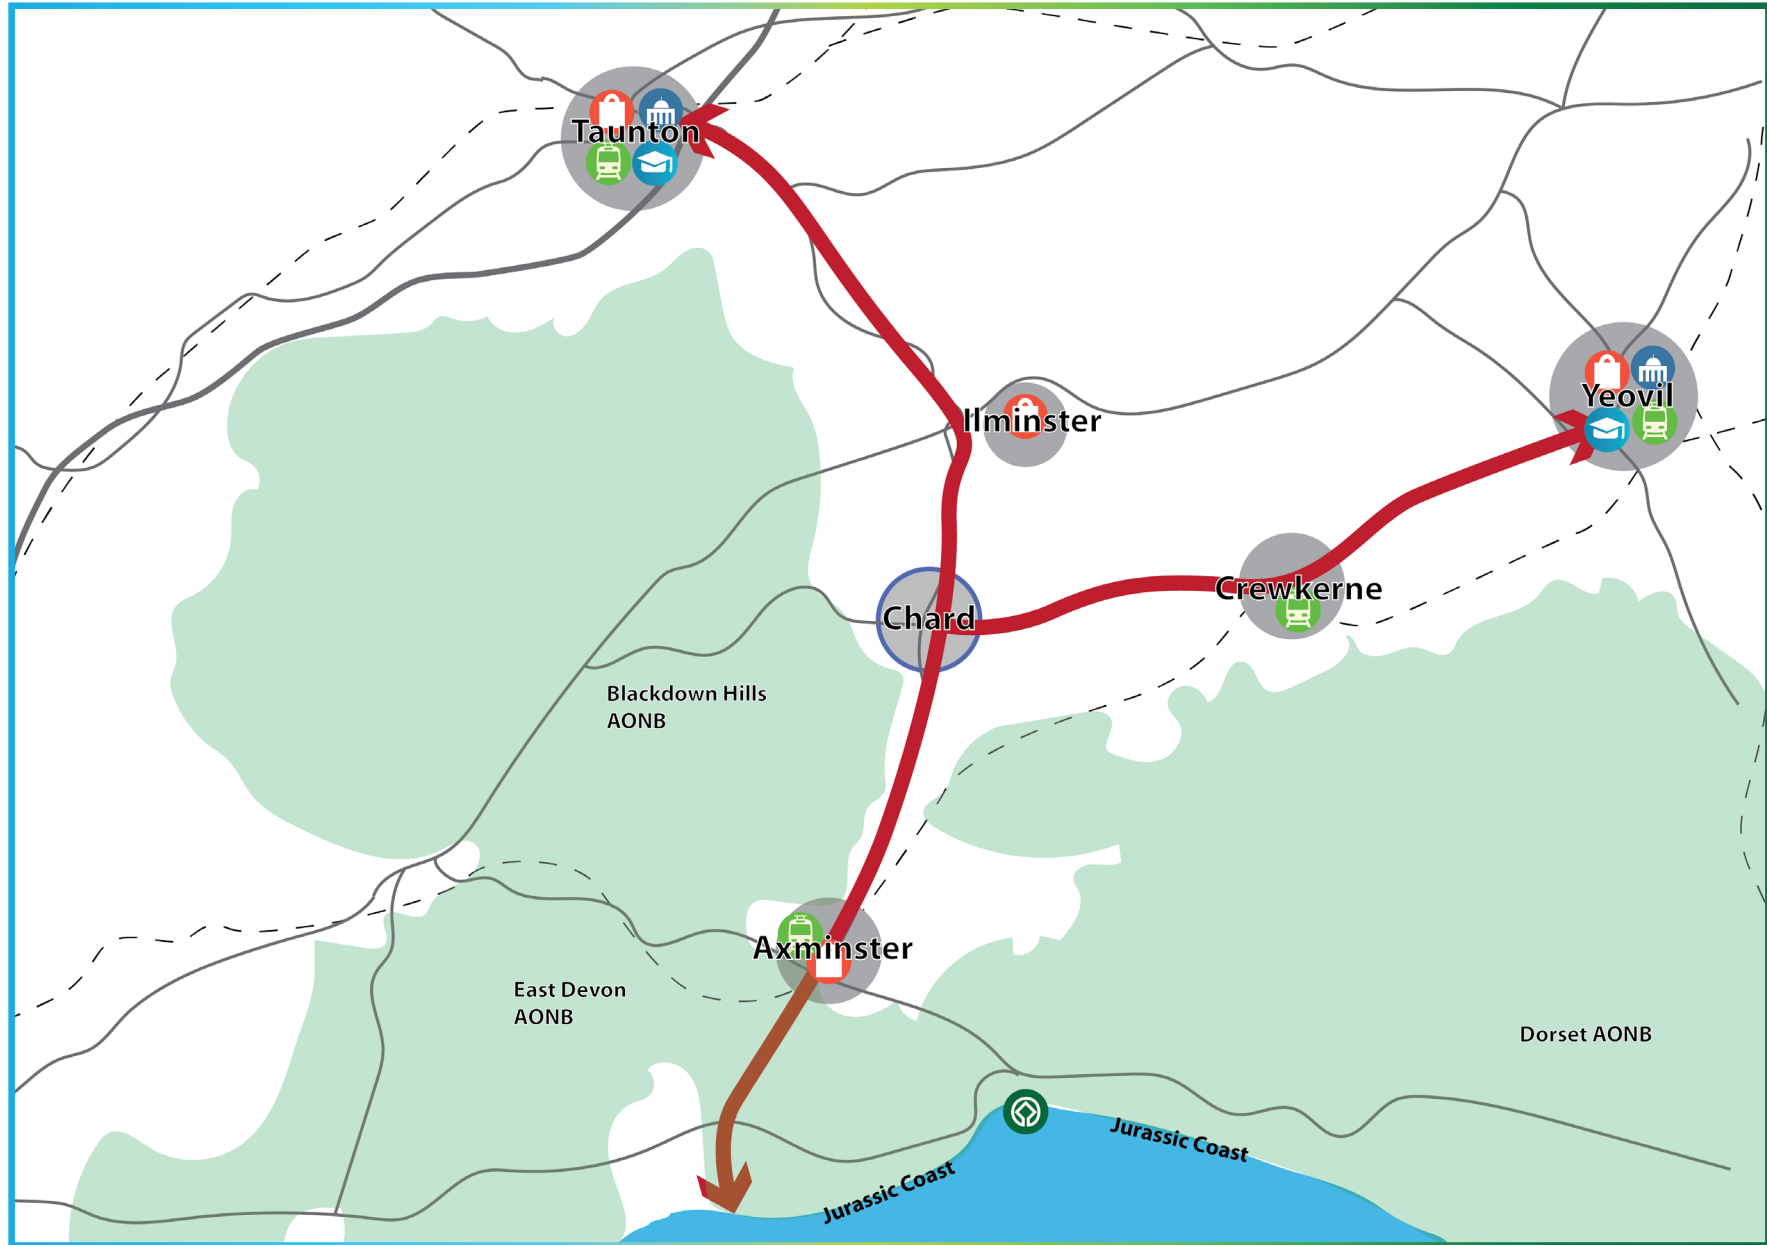 Taunton
Yeovil
Ilminster
Crewkerne
Chard
Blackdown Hills
AONB
Axminster
East Devon
AONB
Dorset AONB
Jurassic Coast
Jurassic Coast